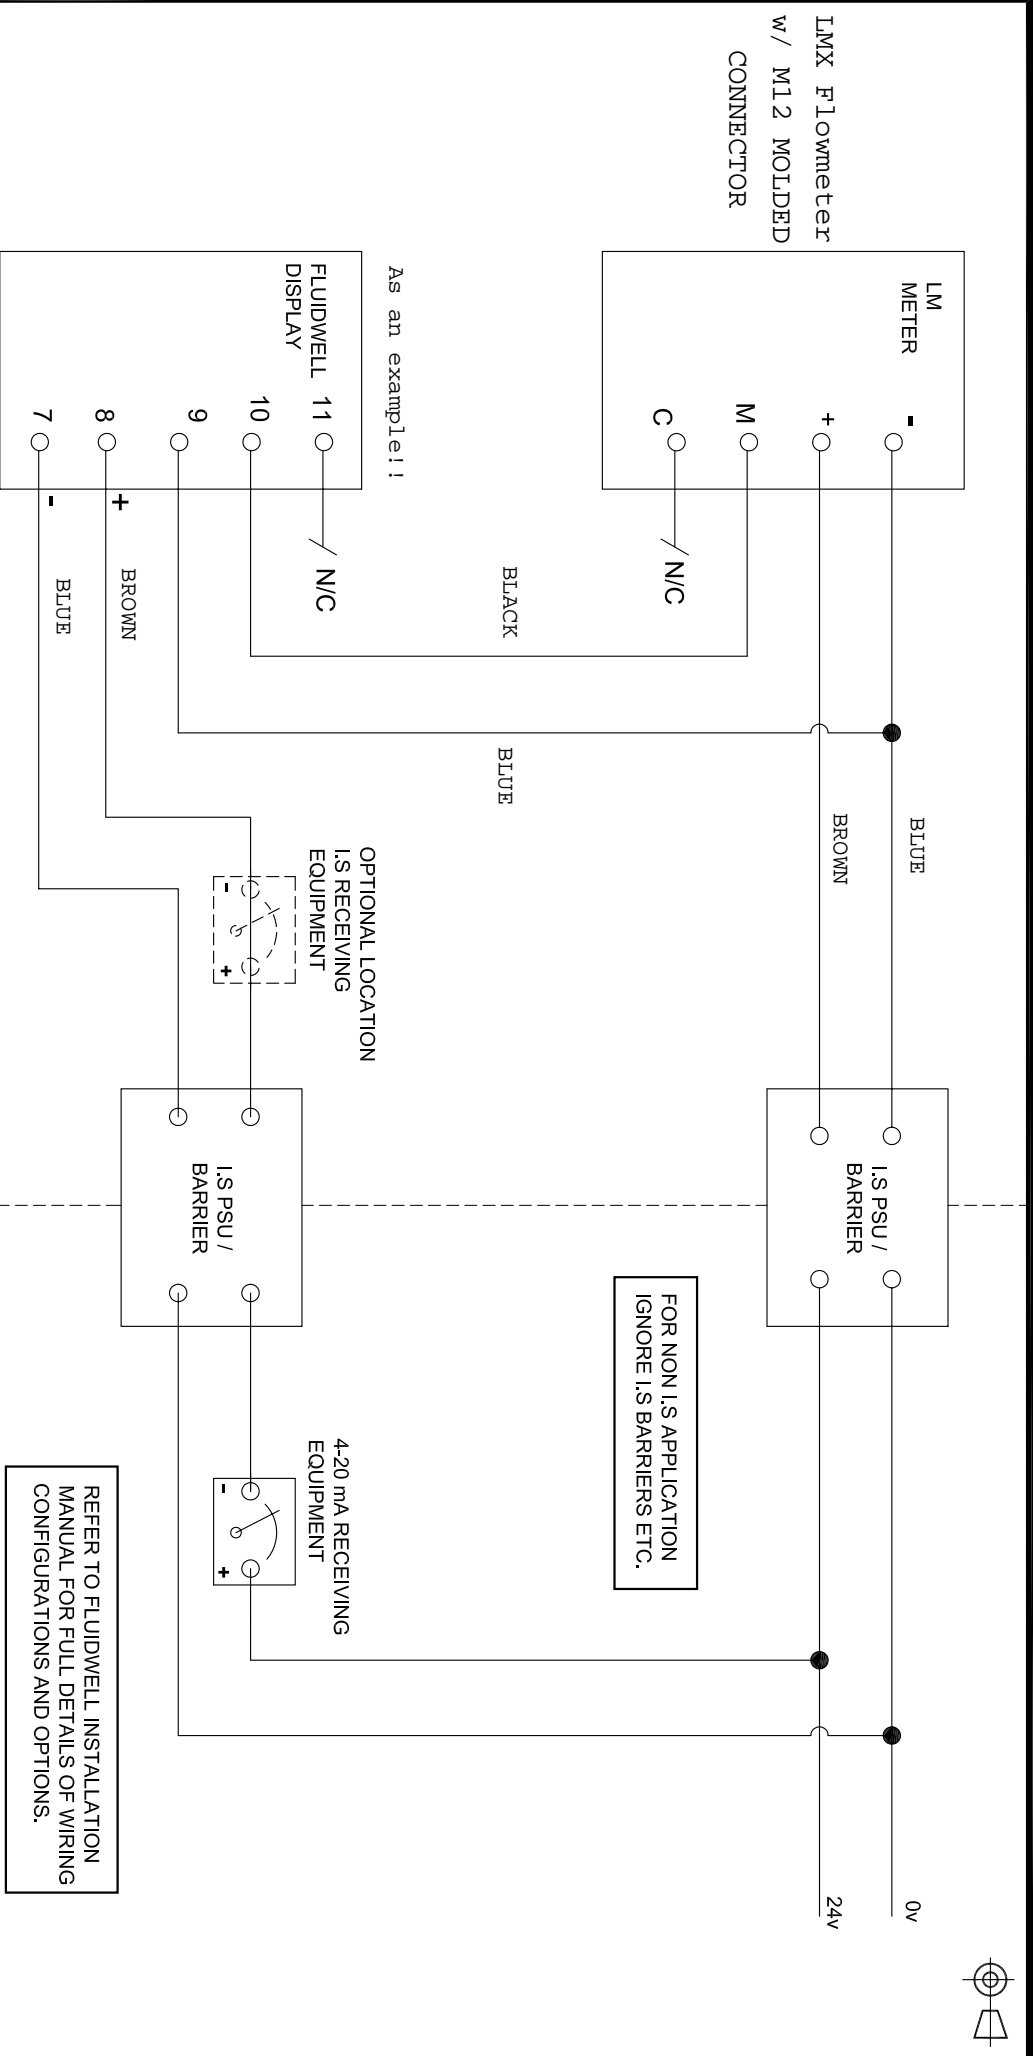 LMX Flowmeter
w/ M12 MOLDED
CONNECTOR
LM
METER
-
+
M
C
N/C
BLUE
BROWN
I.S PSU /
BARRIER
0v
24v
FOR NON I.S APPLICATION
IGNORE I.S BARRIERS ETC.
BLACK
BLUE
As an example!!
FLUIDWELL
DISPLAY
11
10
9
8
7
N/C
+
-
BROWN
BLUE
OPTIONAL LOCATION
I.S RECEIVING
EQUIPMENT
-
+
I.S PSU /
BARRIER
4-20 mA RECEIVING
EQUIPMENT
-
+
REFER TO FLUIDWELL INSTALLATION
MANUAL FOR FULL DETAILS OF WIRING
CONFIGURATIONS AND OPTIONS.